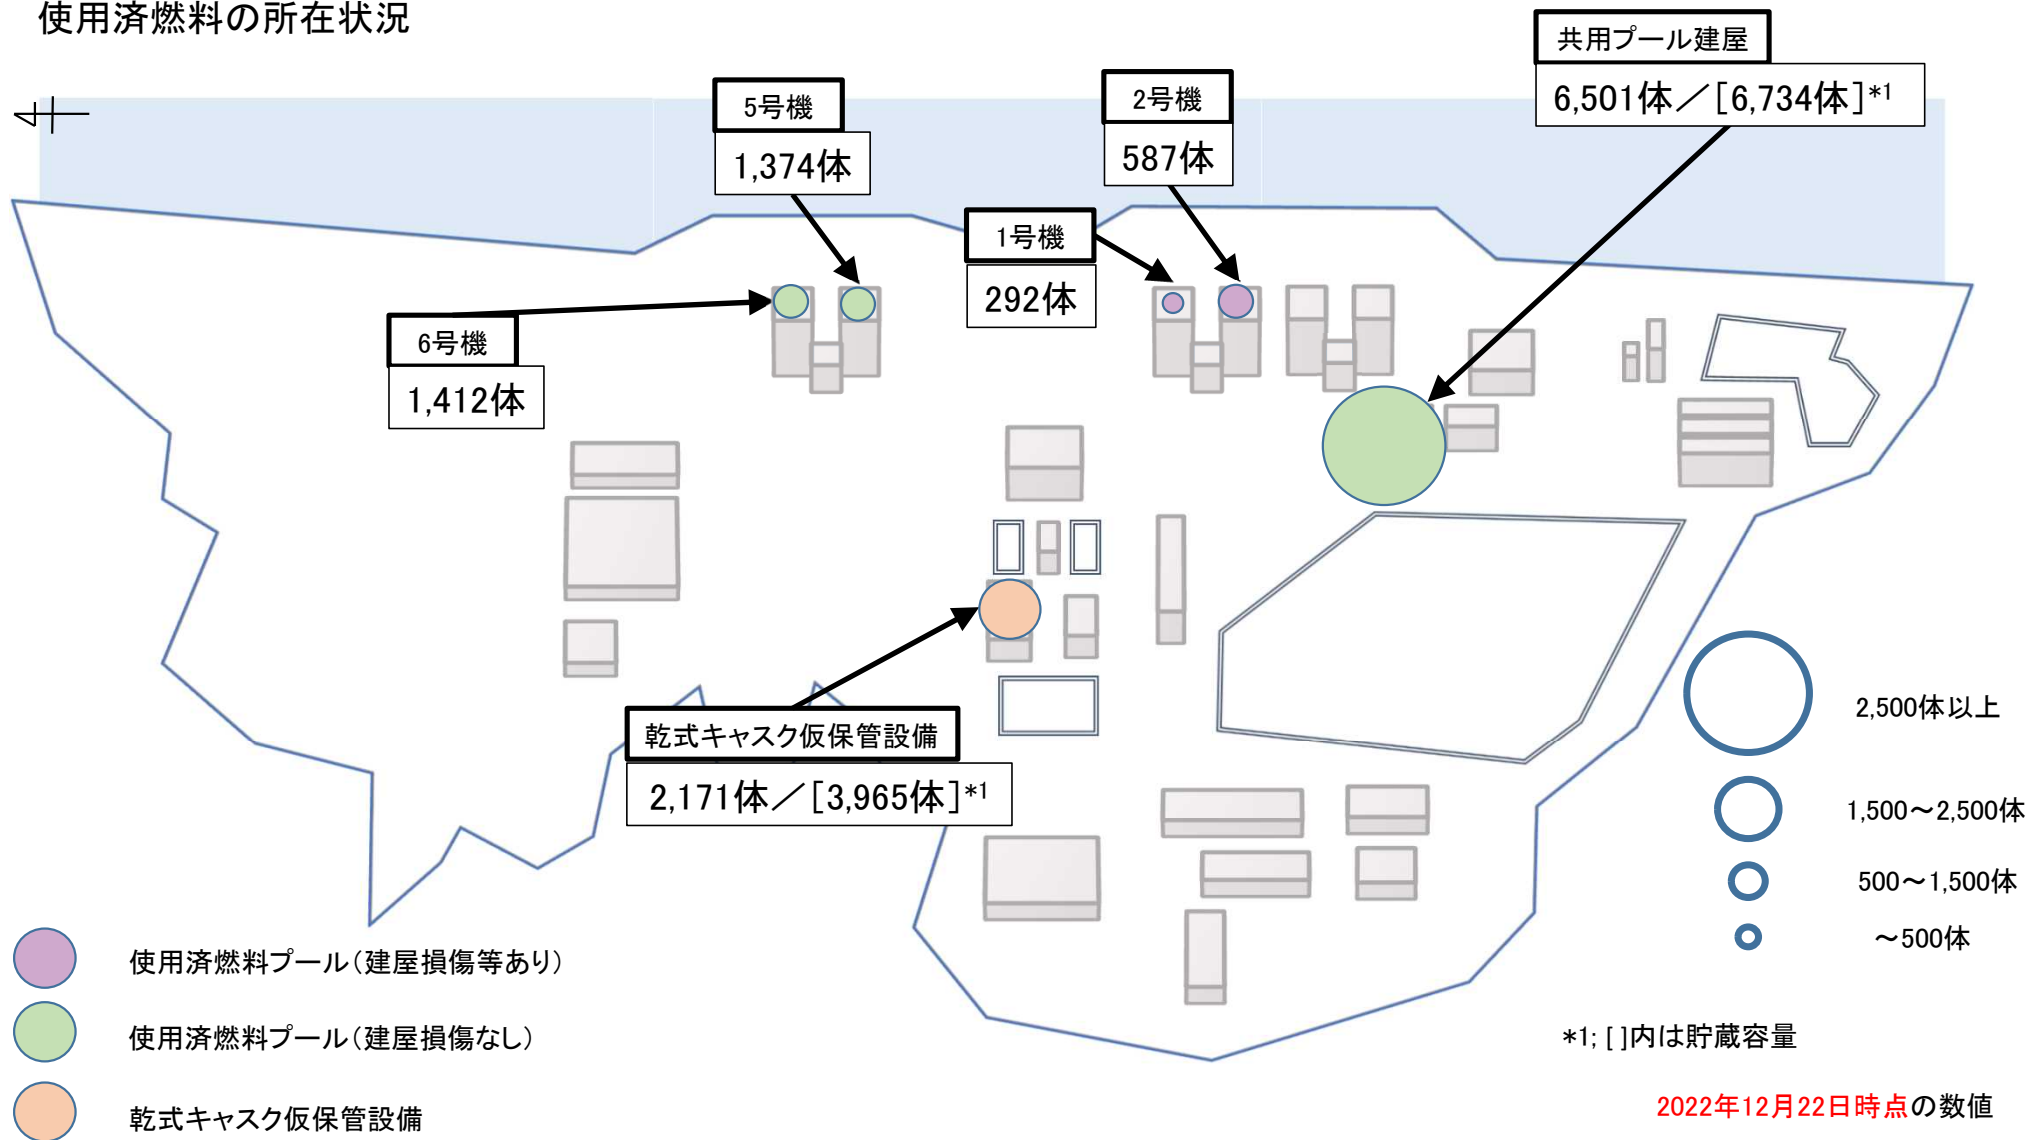 使用済燃料の所在状況
共用プール建屋
6,501体／[6,734体]*1
5号機
1,374体
2号機
587体
1号機
292体
6号機
1,412体
乾式キャスク仮保管設備
2,171体／[3,965体]*1
2,500体以上
1,500～2,500体
500～1,500体
～500体
使用済燃料プール（建屋損傷等あり）
使用済燃料プール（建屋損傷なし）
乾式キャスク仮保管設備
*1; [ ]内は貯蔵容量
2022年12月22日時点の数値